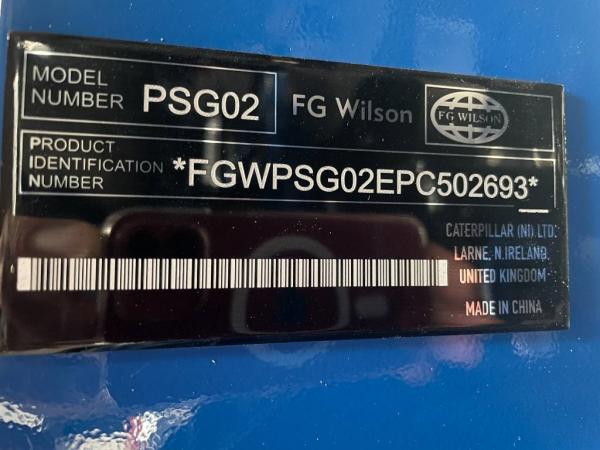 MODEL
NUMBER
PSG02
FG Wilson
FG WILSON
PRODUCT
IDENTIFICATION
NUMBER
*FGWPSG02EPC502693*
CATERPILLAR (NI) LTD.
LARNE, N.IRELAND.
UNITED KINGDOM
MADE IN CHINA